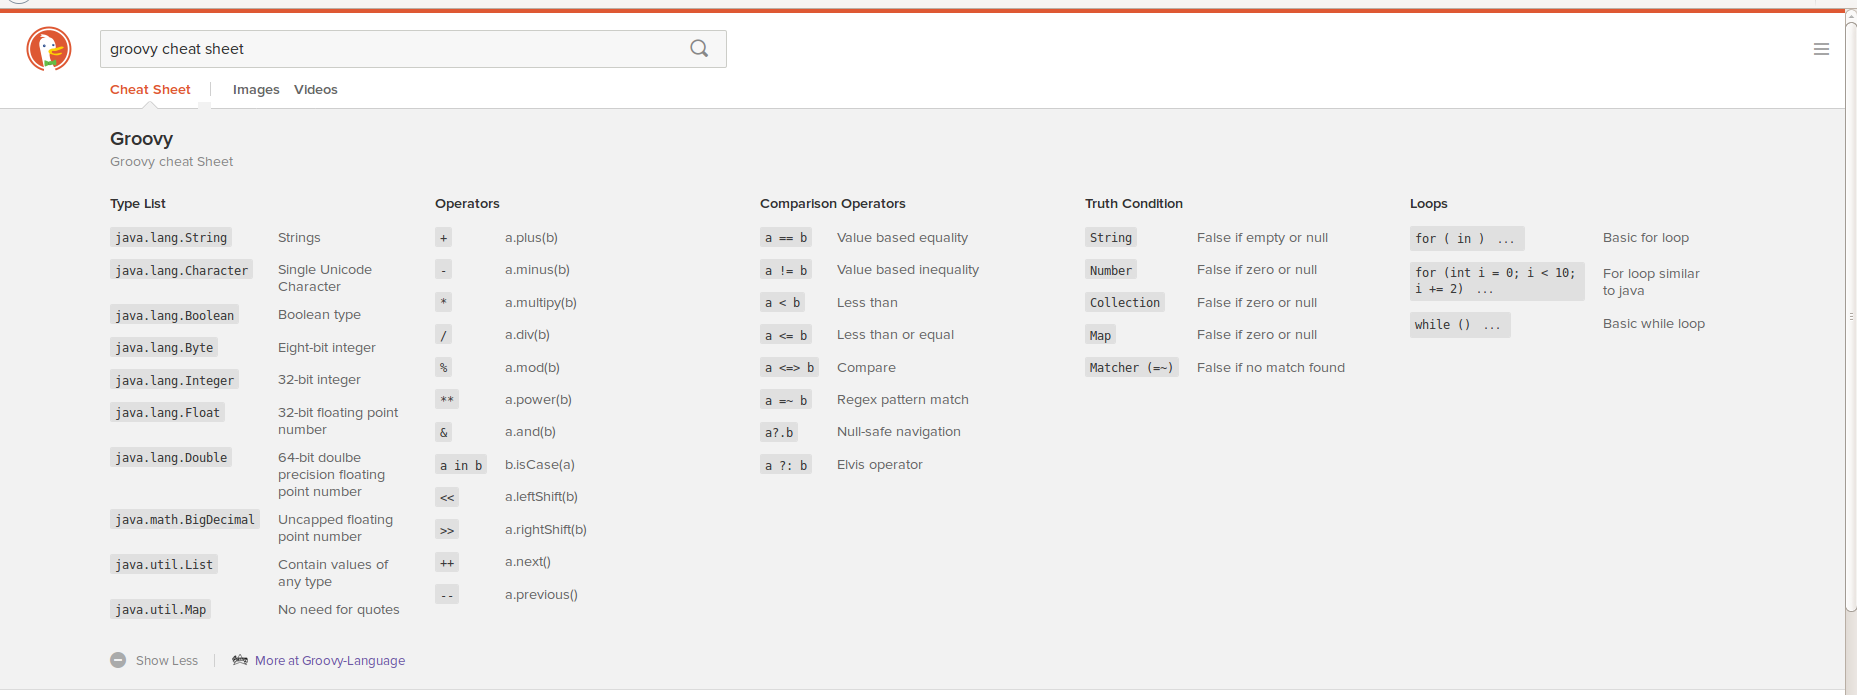 groovy cheat sheet
Cheat Sheet
Images
Videos
Groovy
Groovy cheat Sheet
Type List
java.lang.String Strings
java.lang.Character Single Unicode
Character
java.lang.Boolean Boolean type
java.lang.Byte Eight-bit integer
java.lang.Integer 32-bit integer
java.lang.Float 32-bit floating point
number
java.lang.Double 64-bit doulbe
precision floating
point number
java.math.BigDecimal Uncapped floating
point number
java.util.List Contain values of
any type
java.util.Map No need for quotes
Operators
+ a.plus(b)
- a.minus(b)
* a.multipy(b)
/ a.div(b)
% a.mod(b)
** a.power(b)
& a.and(b)
a in b b.isCase(a)
<< a.leftShift(b)
>> a.rightShift(b)
++ a.next()
-- a.previous()
Comparison Operators
a == b Value based equality
a != b Value based inequality
a < b Less than
a <= b Less than or equal
a <=> b Compare
a =~ b Regex pattern match
a?.b Null-safe navigation
a ?: b Elvis operator
Truth Condition
String False if empty or null
Number False if zero or null
Collection False if zero or null
Map False if zero or null
Matcher (=~) False if no match found
Loops
for ( in ) ... Basic for loop
for (int i = 0; i < 10; For loop similar
i += 2) ... to java
while () ... Basic while loop
Show Less
More at Groovy-Language